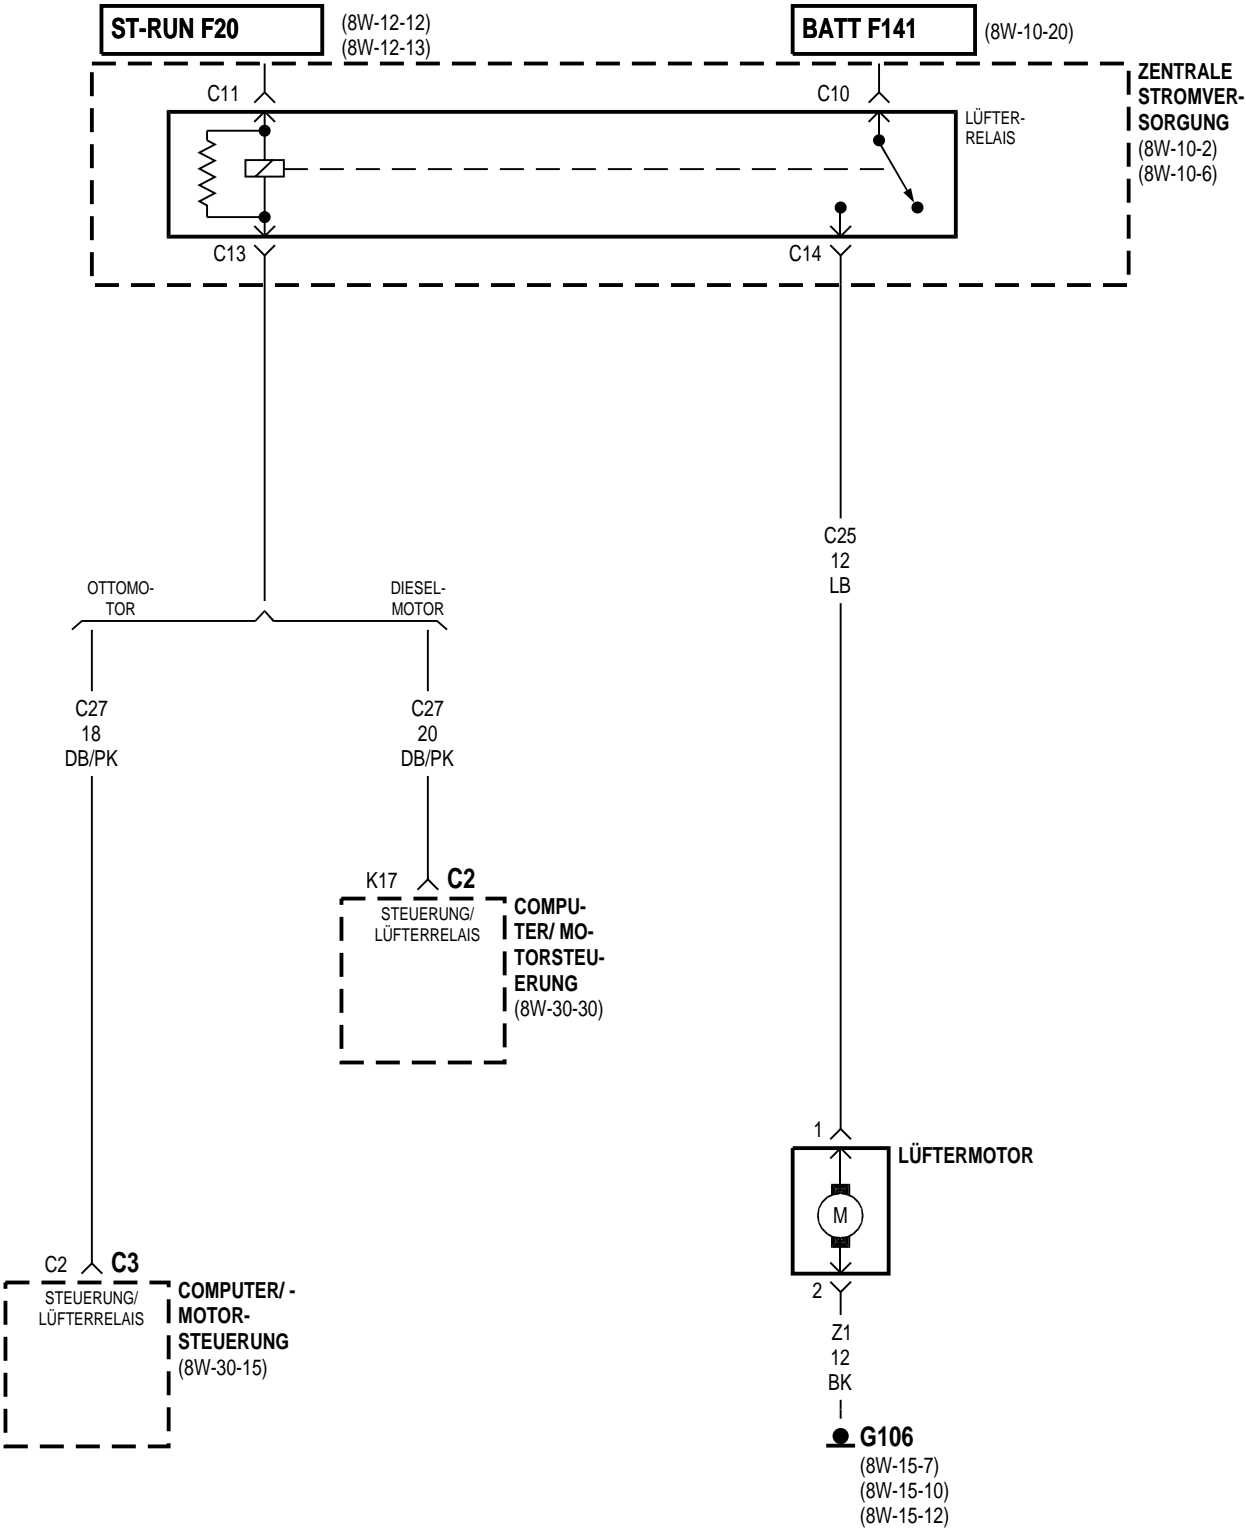 ST-RUN F20
(8W-12-12)
(8W-12-13)
BATT F141
(8W-10-20)
ZENTRALE
STROMVER-
SORGUNG
(8W-10-2)
(8W-10-6)
C11
C10
LÜFTER-
RELAIS
C13
C14
C25
12
LB
OTTOMO-
TOR
DIESEL-
MOTOR
C27
18
DB/PK
C27
20
DB/PK
K17
C2
STEUERUNG/
LÜFTERRELAIS
COMPU-
TER/ MO-
TORSTEU-
ERUNG
(8W-30-30)
1
LÜFTERMOTOR
M
2
C2
C3
STEUERUNG/
LÜFTERRELAIS
COMPUTER/ -
MOTOR-
STEUERUNG
(8W-30-15)
Z1
12
BK
G106
(8W-15-7)
(8W-15-10)
(8W-15-12)